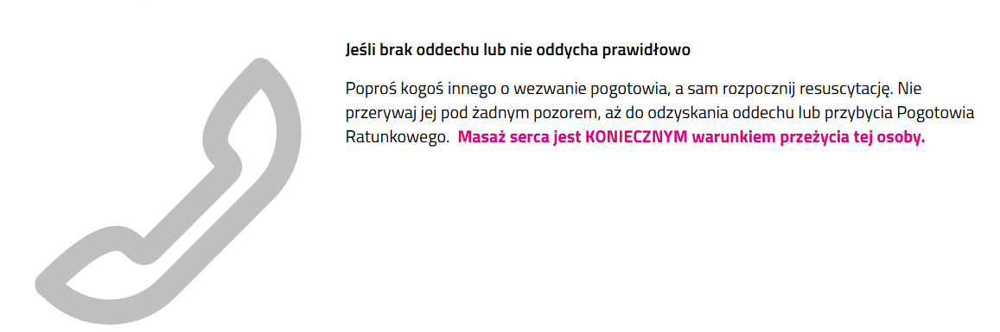 Jeśli brak oddechu lub nie oddycha prawidłowo
Poproś kogoś innego o wezwanie pogotowia, a sam rozpocznij resuscytację. Nie
przerywaj jej pod żadnym pozorem, aż do odzyskania oddechu lub przybycia Pogotowia
Ratunkowego.  Masaż serca jest KONIECZNYM warunkiem przeżycia tej osoby.